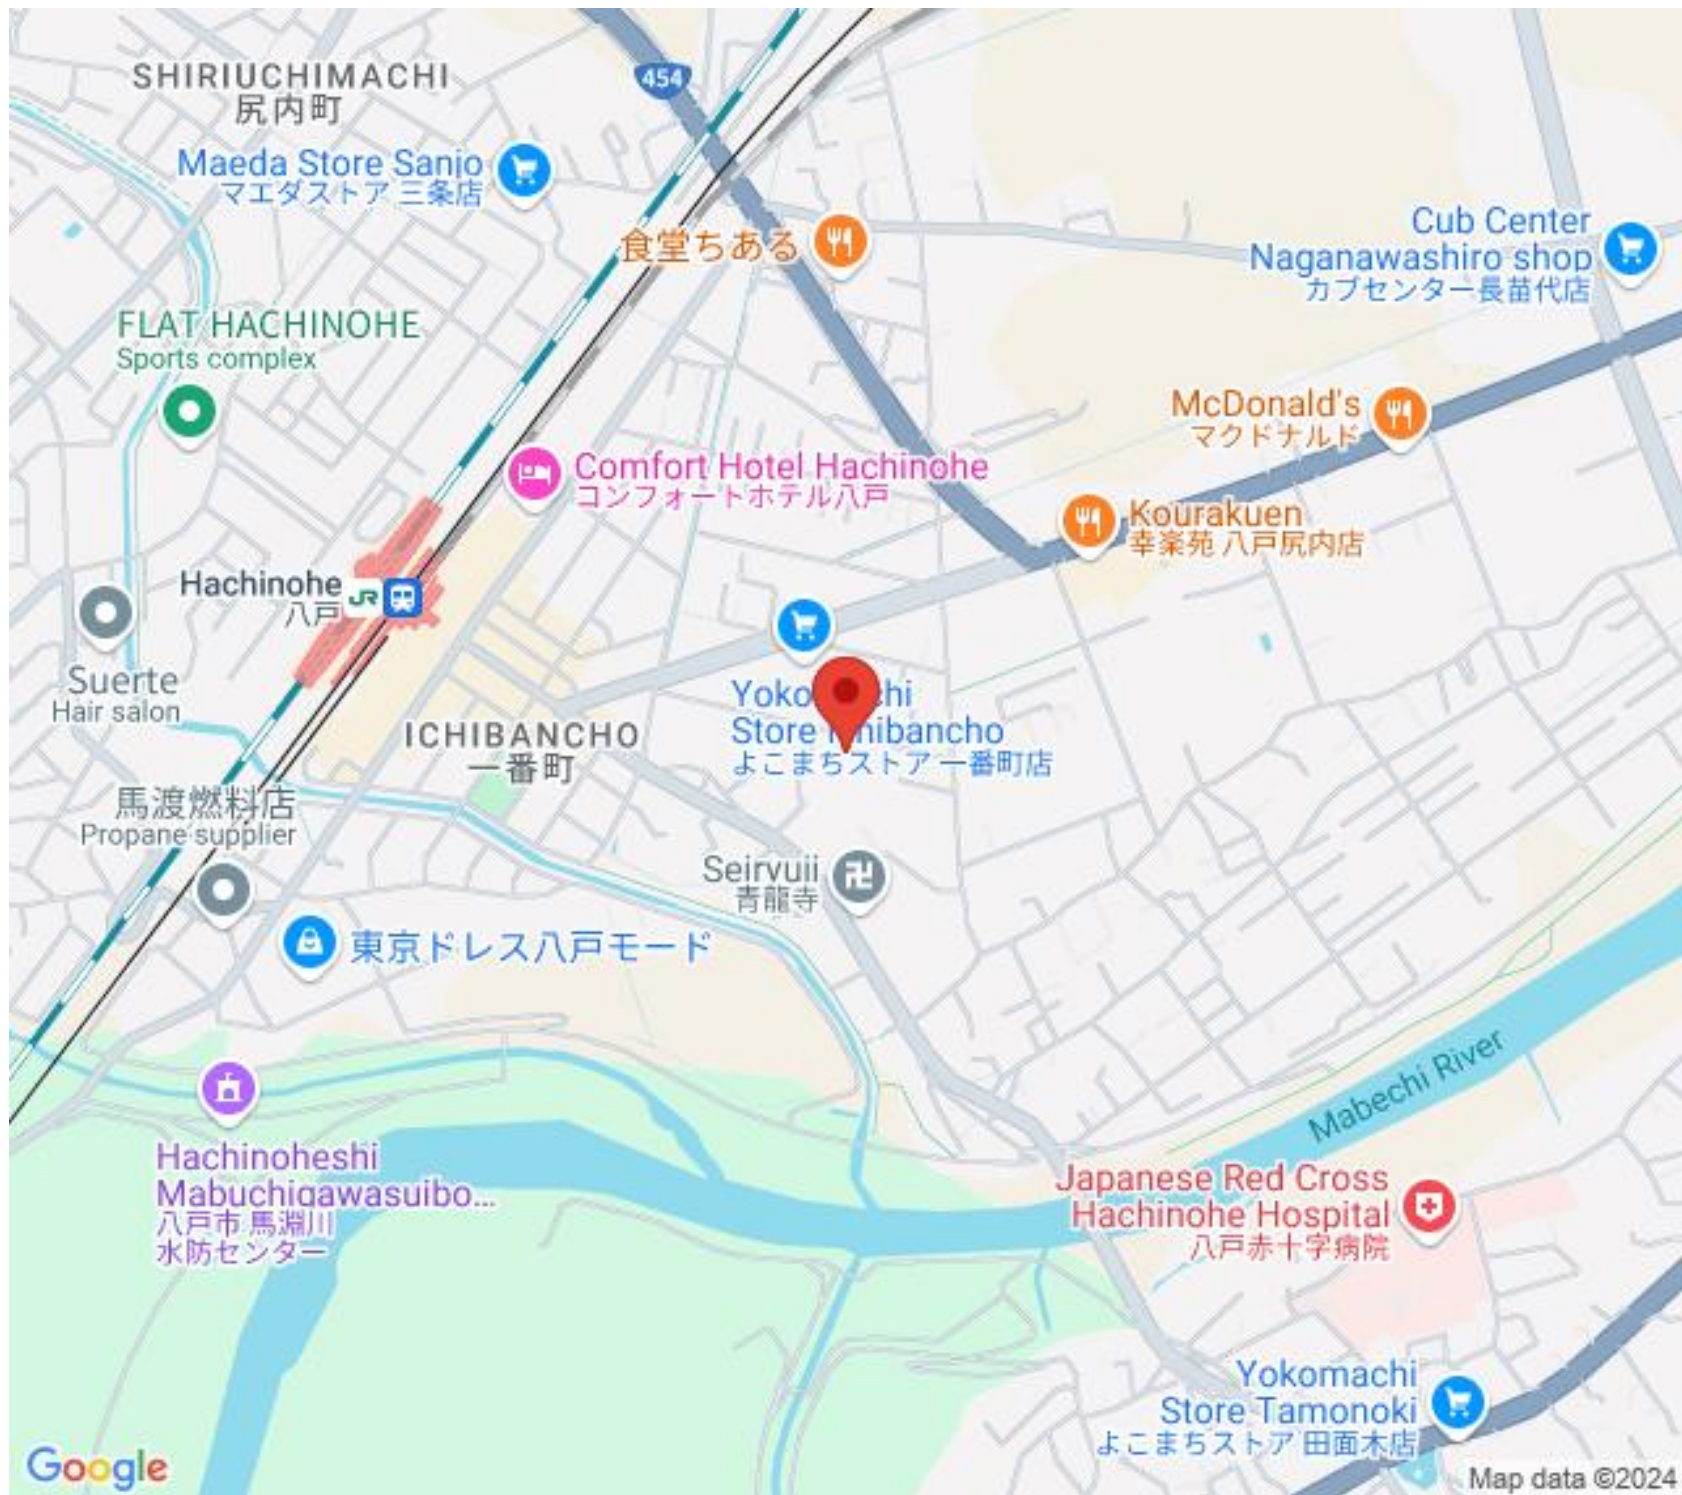 SHIRIUCHIMACHI
尻内町
454
Maeda Store Sanjo
マエダストア 三条店
食堂ちある
Cub Center
Naganawashiro shop
カブセンター長苗代店
FLAT HACHINOHE
Sports complex
McDonald's
マクドナルド
Comfort Hotel Hachinohe
コンフォートホテル八戸
Kourakuen
幸楽苑 八戸尻内店
Hachinohe
八戸
JR
Suerte
Hair salon
ICHIBANCHO
一番町
Store
よこまちストア 一番町店
馬渡燃料店
Propane supplier
Seiryuji
青龍寺
東京ドレス八戸モード
Mabechi River
Hachinoheshi
Mabuchigawasuibo...
八戸市 馬淵川
水防センター
Japanese Red Cross
Hachinohe Hospital
八戸赤十字病院
Yokomachi
Store Tamonoki
よこまちストア 田面木店
Google
Map data ©2024